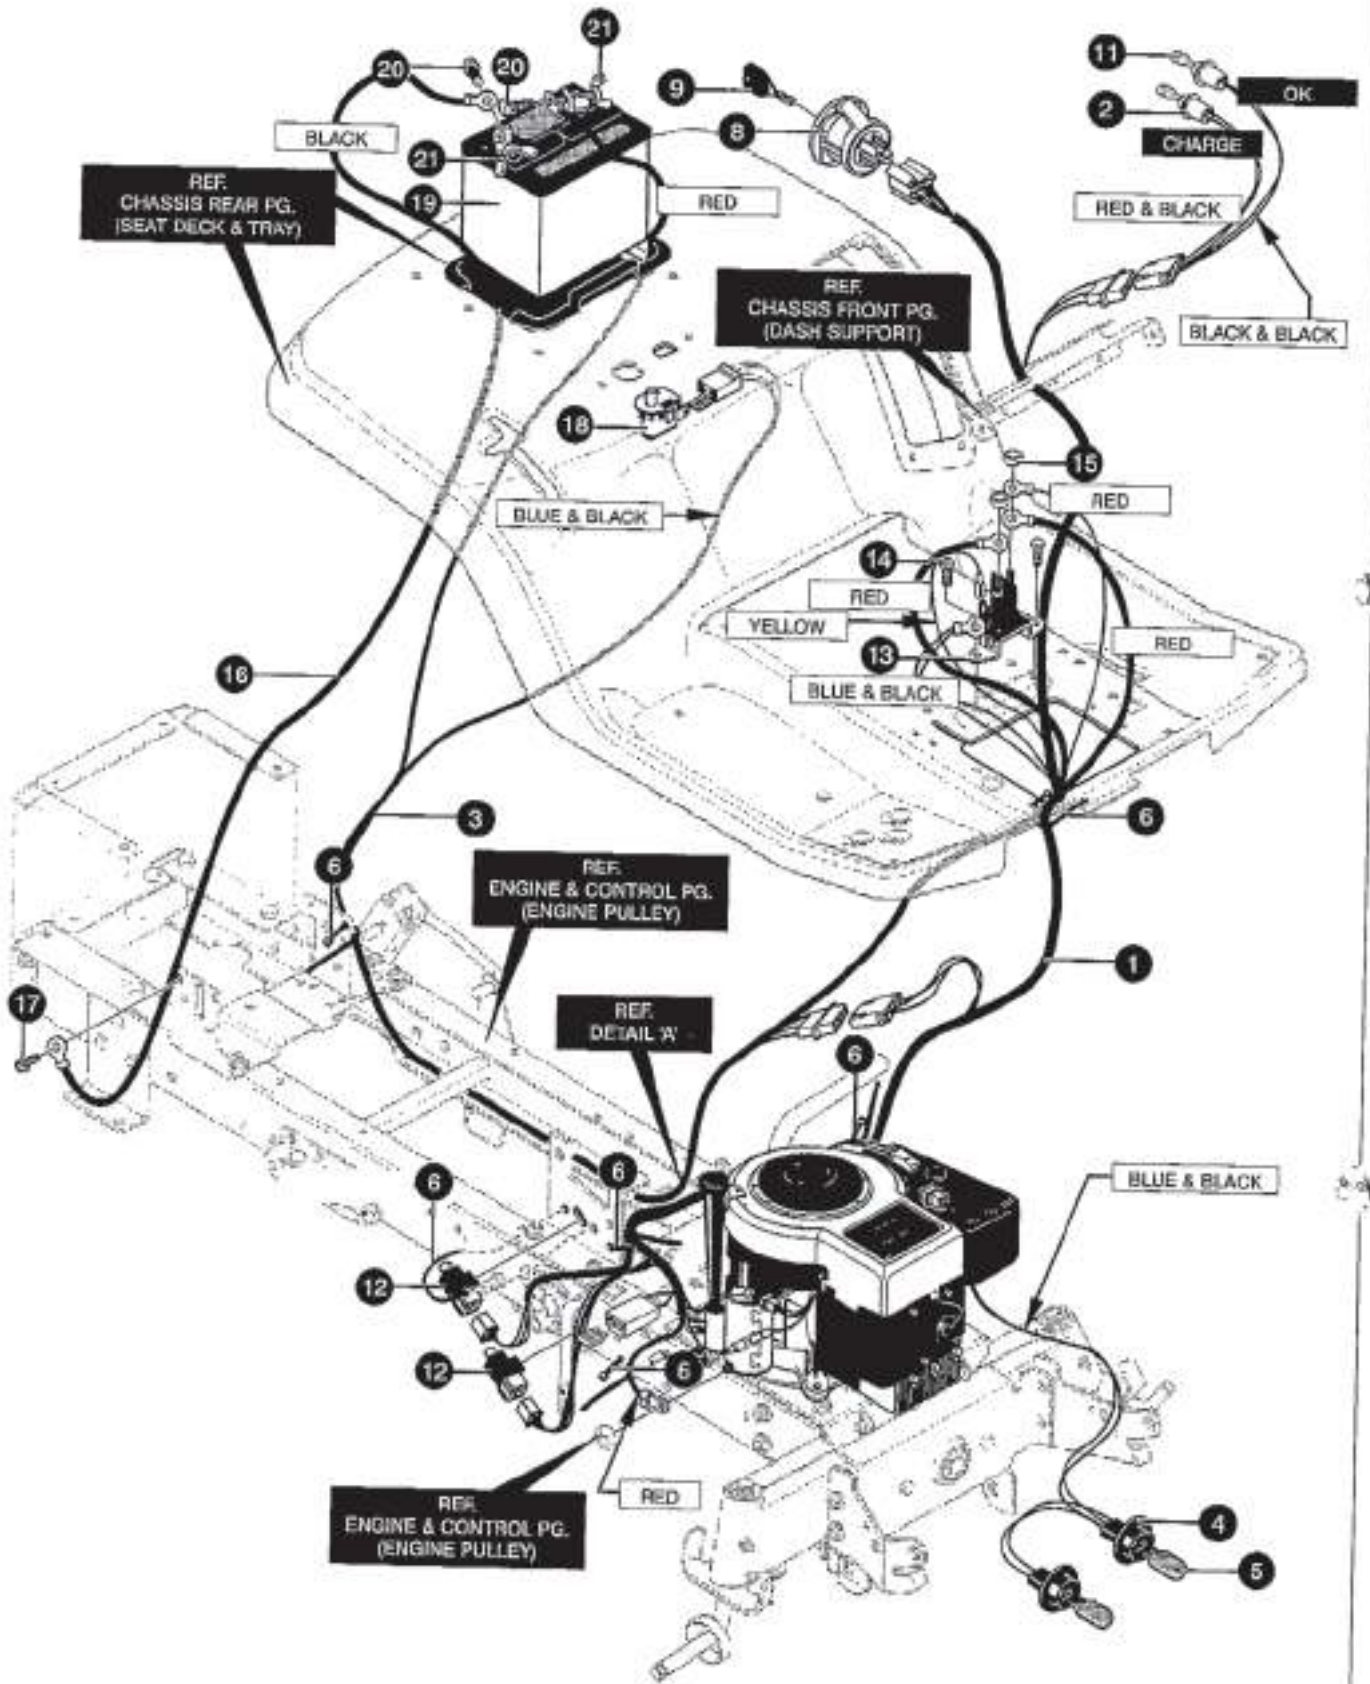 21
20
20
11
9
OK
2
8
BLACK
CHARGE
21
REF.
CHASSIS REAR PG.
(SEAT DECK & TRAY)
19
RED
RED & BLACK
REF.
CHASSIS FRONT PG.
(DASH SUPPORT)
BLACK & BLACK
18
15
RED
BLUE & BLACK
14
RED
YELLOW
RED
13
16
BLUE & BLACK
3
6
6
REF.
ENGINE & CONTROL PG.
(ENGINE PULLEY)
1
17
REF.
DETAIL 'A'
6
6
6
BLUE & BLACK
12
12
6
REF.
ENGINE & CONTROL PG.
(ENGINE PULLEY)
RED
4
5